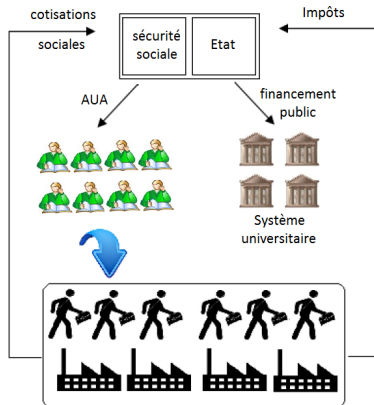 cotisations
sociales
sécurité
sociale
Etat
Impôts
AUA
financement
public
Système
universitaire